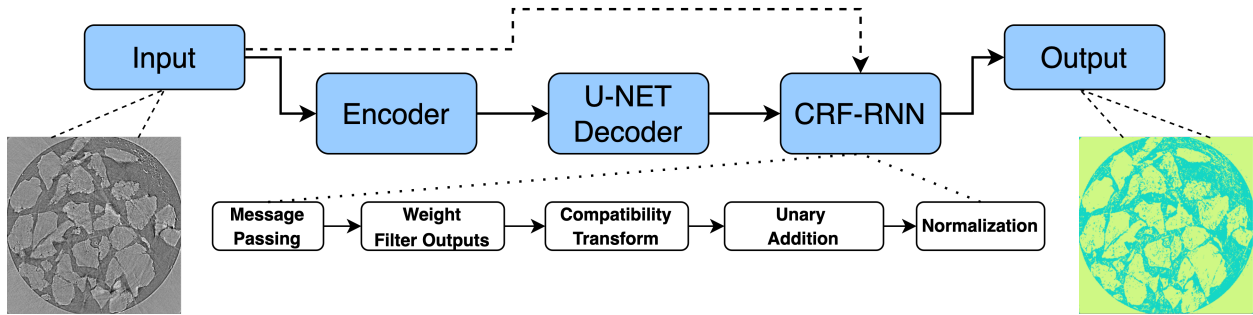 Input
Encoder
U-NET
Decoder
CRF-RNN
Output
Message
Passing
Weight
Filter Outputs
Compatibility
Transform
Unary
Addition
Normalization